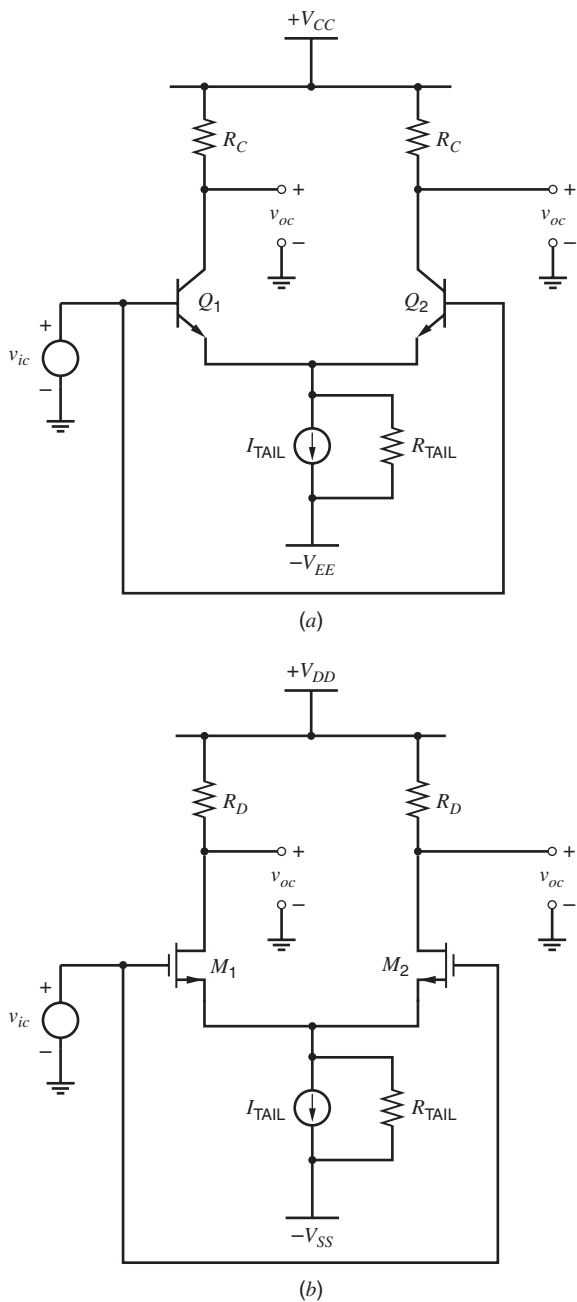 +V_CC
R_C R_C
+ +
v_oc v_oc
− −
Q_1 Q_2
+
v_ic
−
I_TAIL R_TAIL
−V_EE
(a)
+V_DD
R_D R_D
+ +
v_oc v_oc
− −
M_1 M_2
+
v_ic
−
I_TAIL R_TAIL
−V_SS
(b)